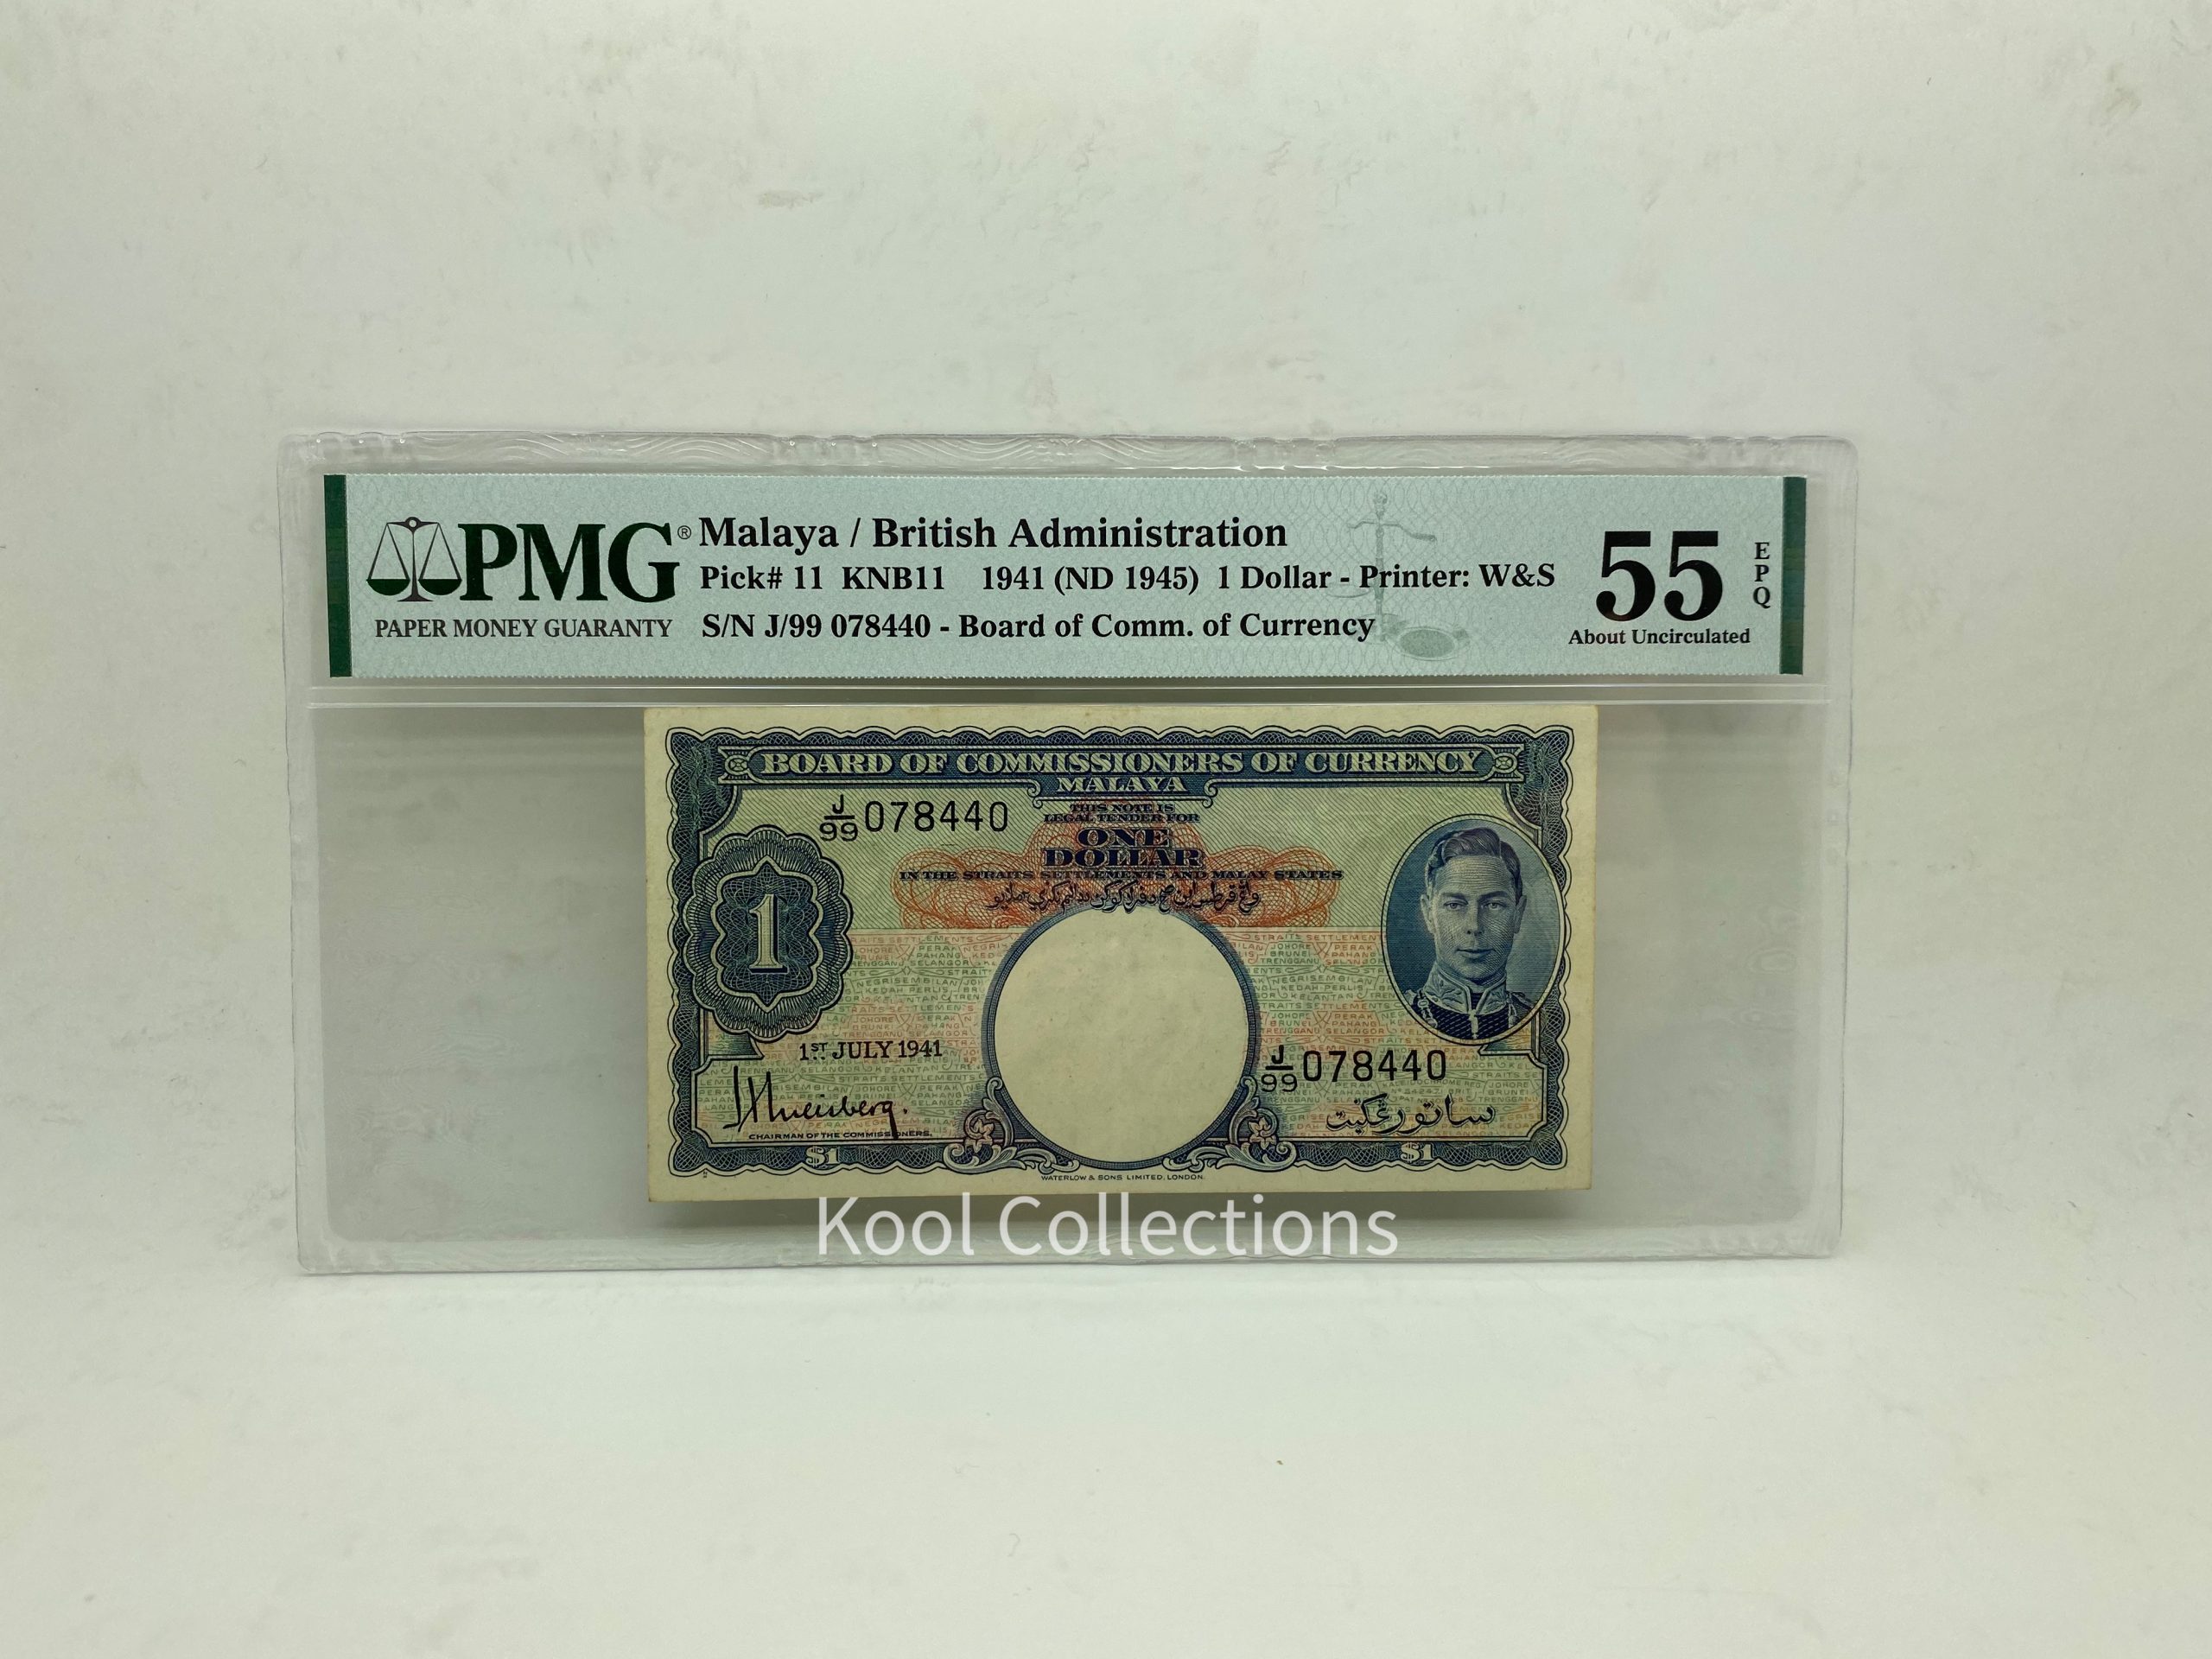 PMG®
PAPER MONEY GUARANTY
Malaya / British Administration
Pick# 11 KNB11 1941 (ND 1945) 1 Dollar - Printer: W&S
S/N J/99 078440 - Board of Comm. of Currency
55
About Uncirculated
EPQ
BOARD OF COMMISSIONERS OF CURRENCY
MALAYA
J/99 078440
THIS NOTE IS
LEGAL TENDER FOR
ONE
DOLLAR
IN THE STRAITS SETTLEMENTS AND MALAY STATES
1
1ST JULY 1941
J/99 078440
CHAIRMAN OF THE COMMISSIONERS.
ساتو رڠݢيت
$1
$1
WATERLOW & SONS LIMITED, LONDON.
Kool Collections